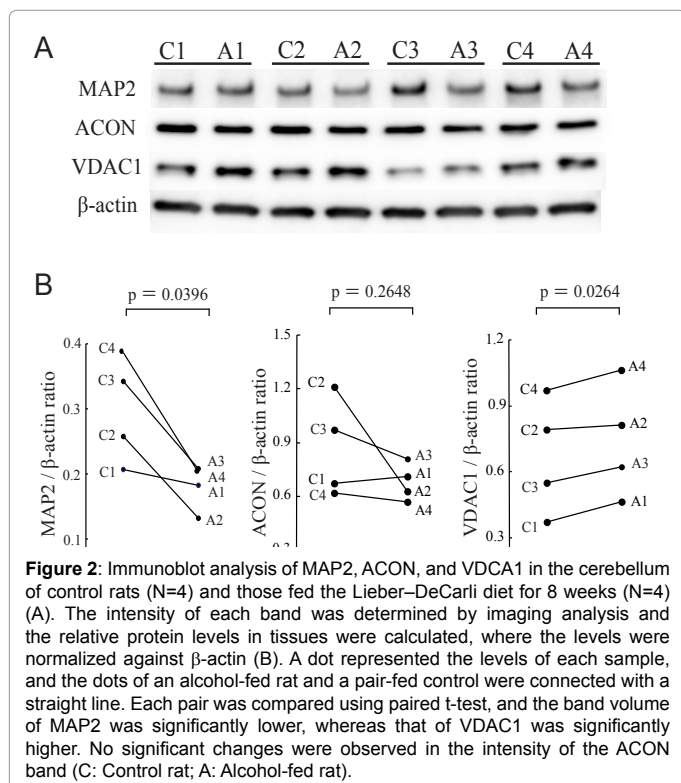 A
C1 A1 C2 A2 C3 A3 C4 A4
MAP2
ACON
VDAC1
β-actin
B
p = 0.0396
MAP2 / β-actin ratio
0.4
0.3
0.2
0.1
C4
C3
C2
C1
A3
A4
A1
A2
p = 0.2648
ACON / β-actin ratio
1.5
1.2
0.9
0.6
0.3
C2
C3
C1
C4
A3
A1
A2
A4
p = 0.0264
VDAC1 / β-actin ratio
1.2
0.9
0.6
0.3
C4
C2
C3
C1
A4
A2
A3
A1
Figure 2: Immunoblot analysis of MAP2, ACON, and VDCA1 in the cerebellum
of control rats (N=4) and those fed the Lieber–DeCarli diet for 8 weeks (N=4)
(A). The intensity of each band was determined by imaging analysis and
the relative protein levels in tissues were calculated, where the levels were
normalized against β-actin (B). A dot represented the levels of each sample,
and the dots of an alcohol-fed rat and a pair-fed control were connected with a
straight line. Each pair was compared using paired t-test, and the band volume
of MAP2 was significantly lower, whereas that of VDAC1 was significantly
higher. No significant changes were observed in the intensity of the ACON
band (C: Control rat; A: Alcohol-fed rat).